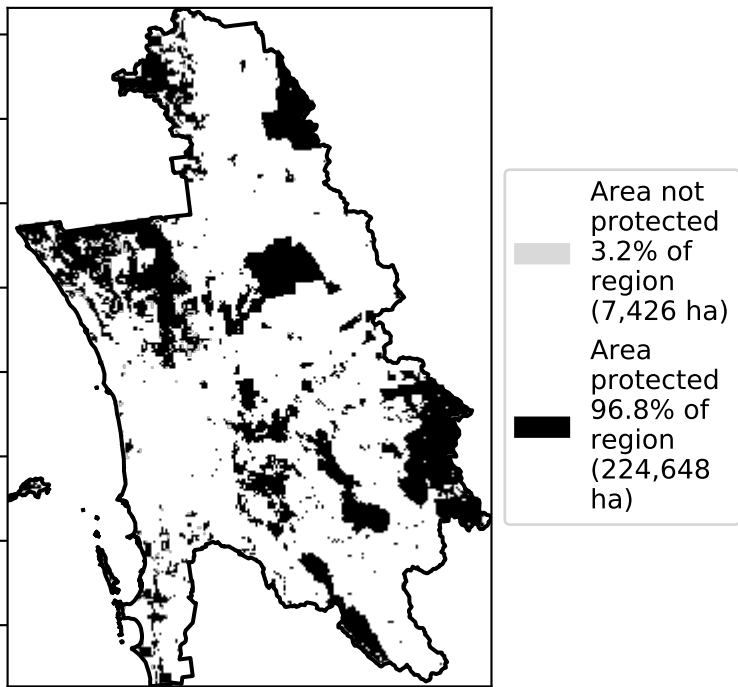 Area not
protected
3.2% of
region
(7,426 ha)
Area
protected
96.8% of
region
(224,648
ha)